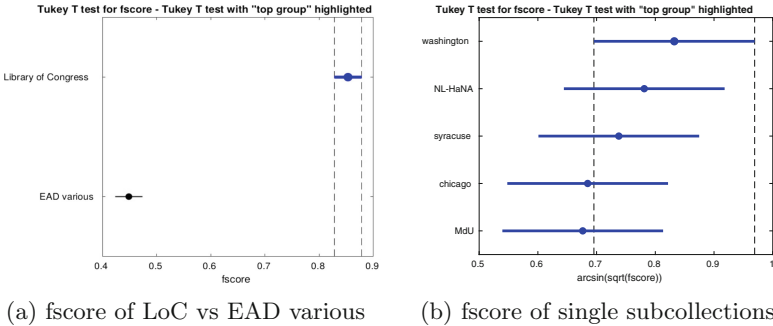 Tukey T test for fscore - Tukey T test with "top group" highlighted
Library of Congress
EAD various
0.4 0.5 0.6 0.7 0.8 0.9
fscore
(a) fscore of LoC vs EAD various
Tukey T test for fscore - Tukey T test with "top group" highlighted
washington
NL-HaNA
syracuse
chicago
MdU
0.5 0.6 0.7 0.8 0.9 1
arcsin(sqrt(fscore))
(b) fscore of single subcollections